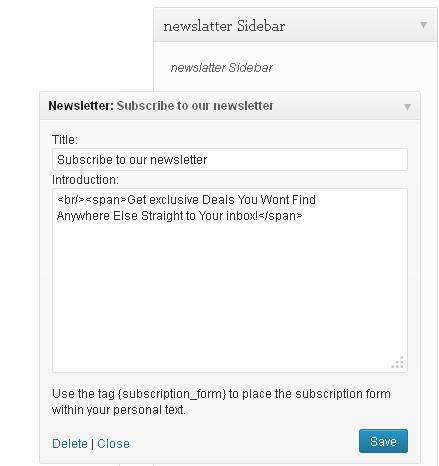 newslatter Sidebar
newslatter Sidebar
Newsletter: Subscribe to our newsletter
Title:
Subscribe to our newsletter
Introduction:
<br/><span>Get exclusive Deals You Wont Find
Anywhere Else Straight to Your inbox!</span>
Use the tag {subscription_form} to place the subscription form
within your personal text.
Delete | Close
Save